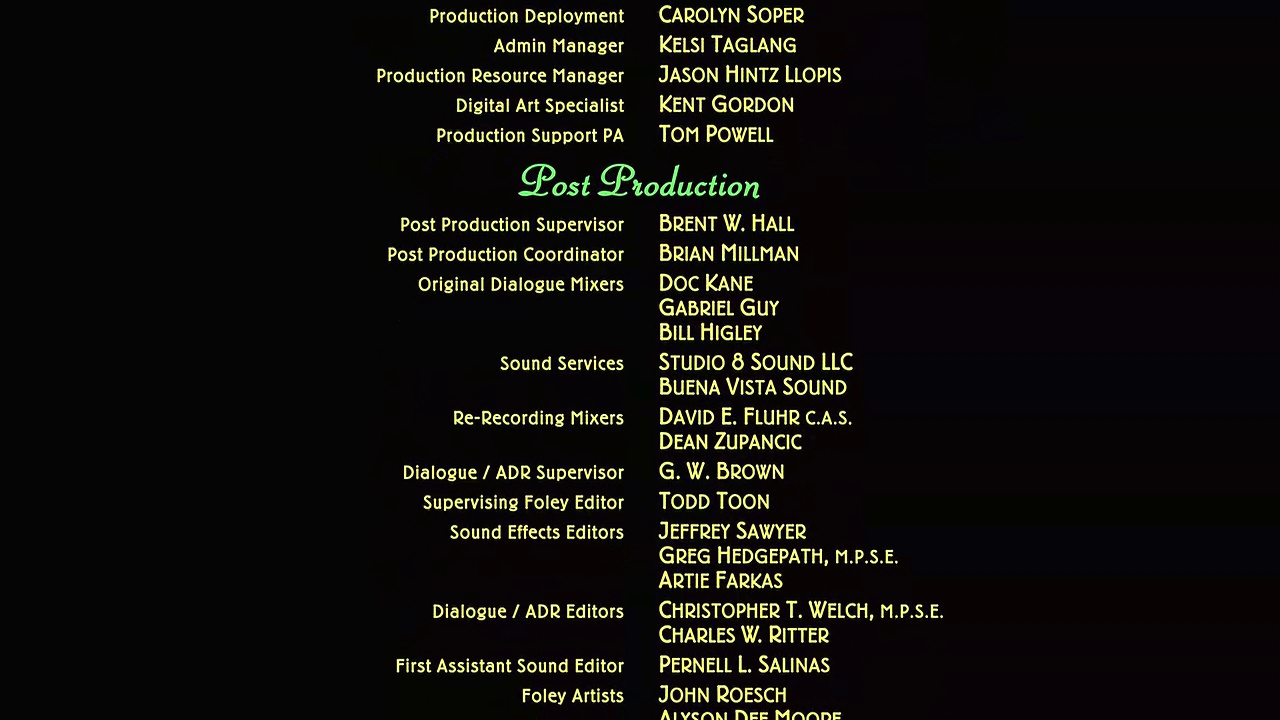 Production Deployment CAROLYN SOPER
Admin Manager KELSI TAGLANG
Production Resource Manager JASON HINTZ LLOPIS
Digital Art Specialist KENT GORDON
Production Support PA TOM POWELL
Post Production
Post Production Supervisor BRENT W. HALL
Post Production Coordinator BRIAN MILLMAN
Original Dialogue Mixers DOC KANE
GABRIEL GUY
BILL HIGLEY
Sound Services STUDIO 8 SOUND LLC
BUENA VISTA SOUND
Re-Recording Mixers DAVID E. FLUHR C.A.S.
DEAN ZUPANCIC
Dialogue / ADR Supervisor G. W. BROWN
Supervising Foley Editor TODD TOON
Sound Effects Editors JEFFREY SAWYER
GREG HEDGEPATH, M.P.S.E.
ARTIE FARKAS
Dialogue / ADR Editors CHRISTOPHER T. WELCH, M.P.S.E.
CHARLES W. RITTER
First Assistant Sound Editor PERNELL L. SALINAS
Foley Artists JOHN ROESCH
ALYSON DEE MOORE